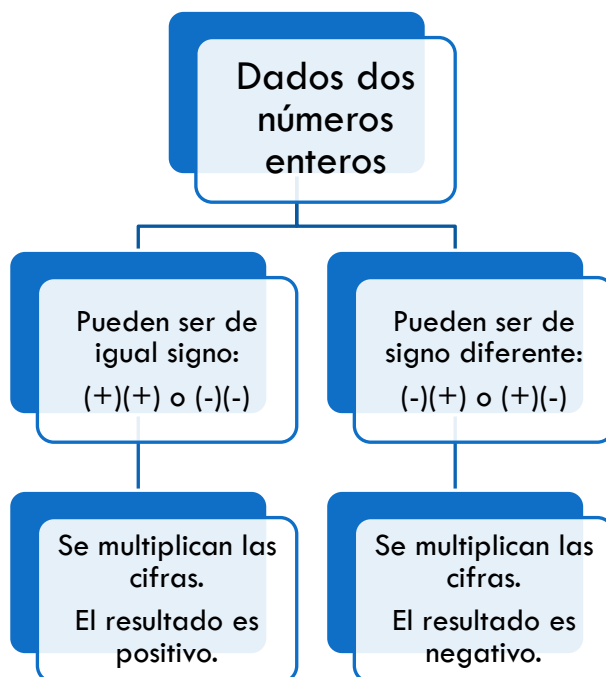 Dados dos
números
enteros
Pueden ser de
igual signo:
(+)(+) o (-)(-)
Pueden ser de
signo diferente:
(-)(+) o (+)(-)
Se multiplican las
cifras.
El resultado es
positivo.
Se multiplican las
cifras.
El resultado es
negativo.